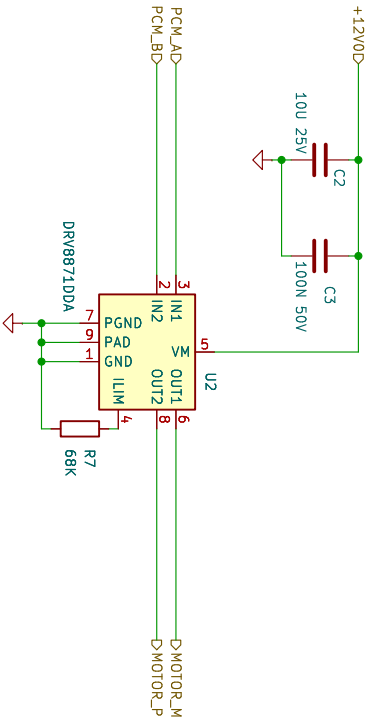 +12V0
PCM_A
PCM_B
10U 25V
C2
C3
100N 50V
DRV8871DDA
3
2
IN1
IN2
7
PGND
9
PAD
1
GND
VM
5
U2
ILIM
OUT2
OUT1
4
8
6
R7
68K
MOTOR_M
MOTOR_P